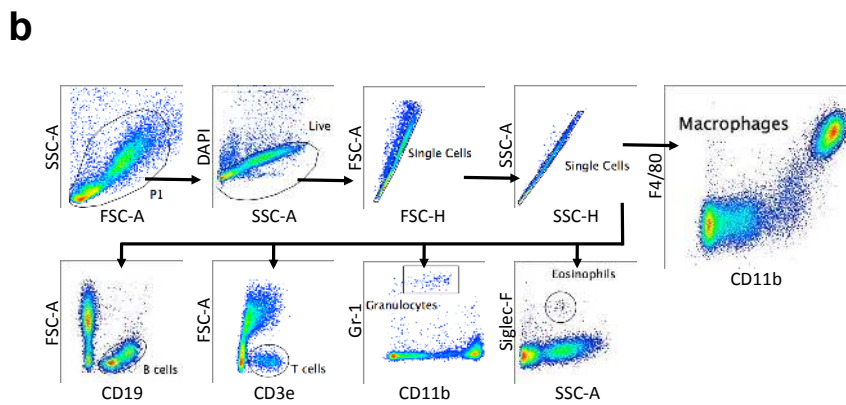 b
SSC-A
P1
FSC-A
DAPI
Live
SSC-A
FSC-A
Single Cells
FSC-H
SSC-A
Single Cells
SSC-H
F4/80
Macrophages
CD11b
FSC-A
B cells
CD19
FSC-A
T cells
CD3e
Gr-1
Granulocytes
CD11b
Siglec-F
Eosinophils
SSC-A